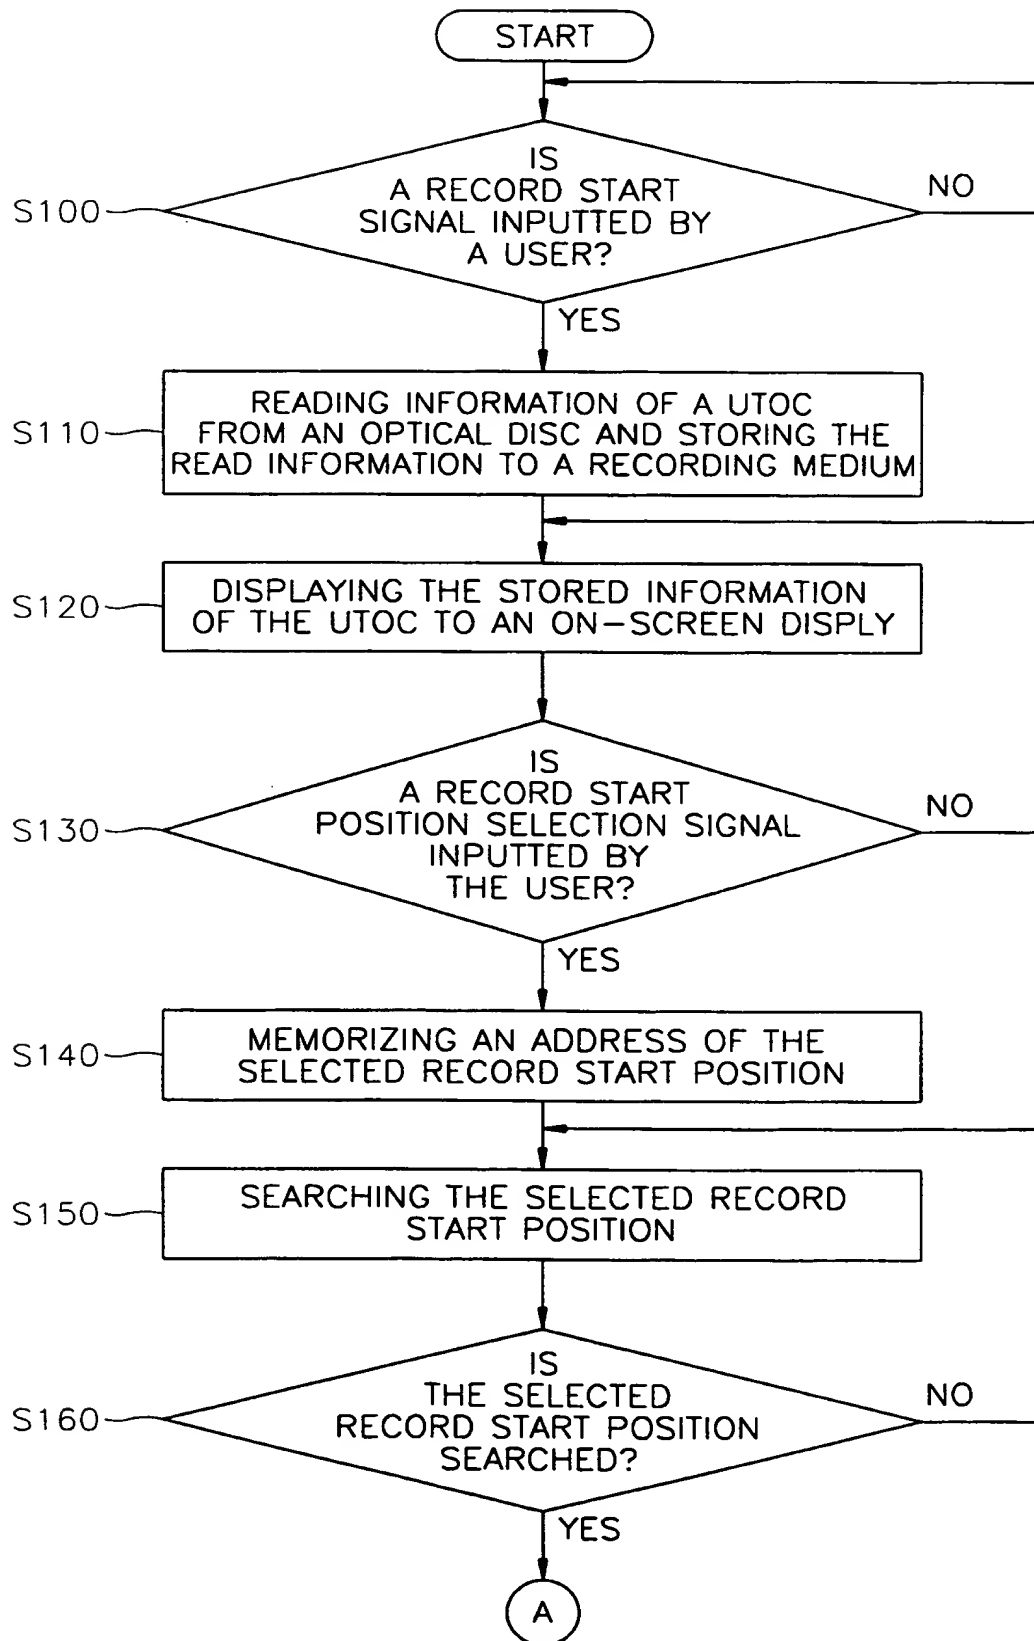 START
IS
A RECORD START
SIGNAL INPUTTED BY
A USER?
S100
NO
YES
READING INFORMATION OF A UTOC
FROM AN OPTICAL DISC AND STORING THE
READ INFORMATION TO A RECORDING MEDIUM
S110
DISPLAYING THE STORED INFORMATION
OF THE UTOC TO AN ON-SCREEN DISPLY
S120
IS
A RECORD START
POSITION SELECTION SIGNAL
INPUTTED BY
THE USER?
S130
NO
YES
MEMORIZING AN ADDRESS OF THE
SELECTED RECORD START POSITION
S140
SEARCHING THE SELECTED RECORD
START POSITION
S150
IS
THE SELECTED
RECORD START POSITION
SEARCHED?
S160
NO
YES
A